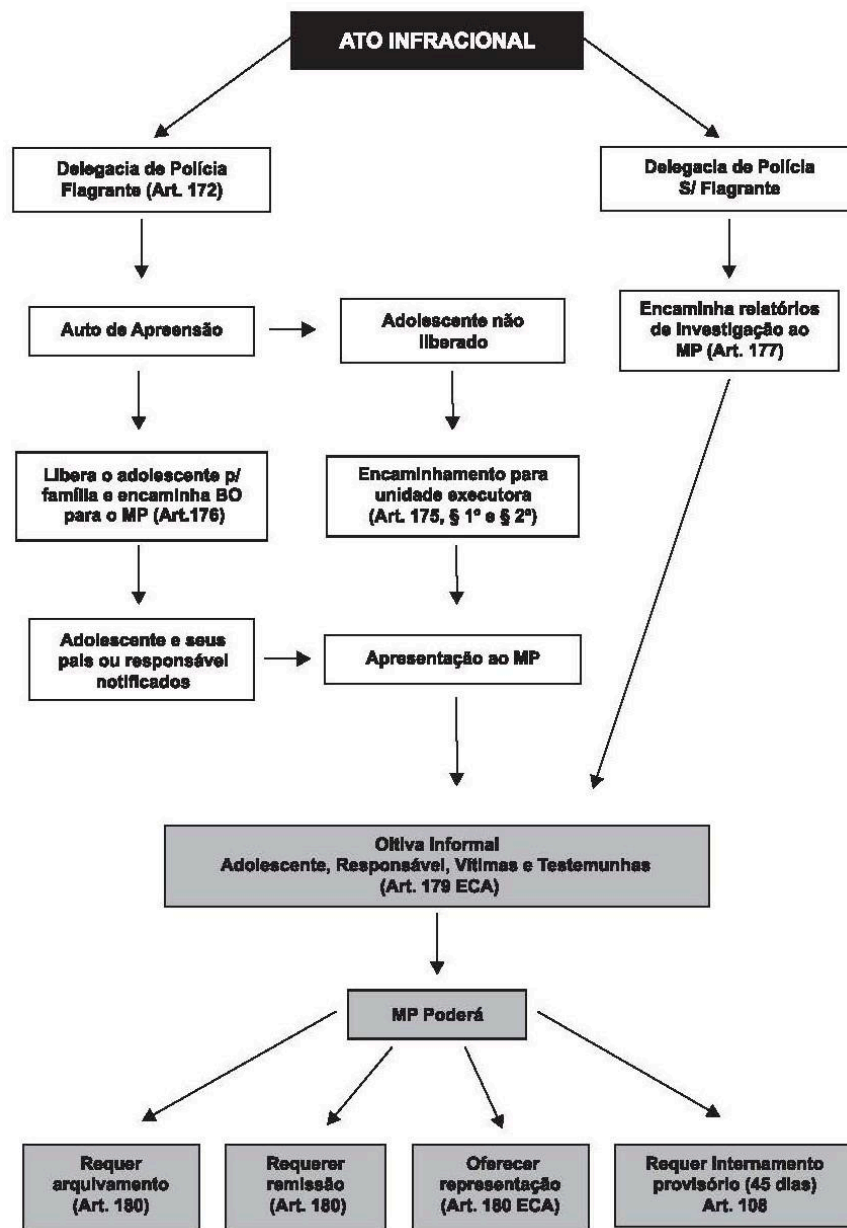 ATO INFRACIONAL
Delegacia de Polícia
Flagrante (Art. 172)
Delegacia de Polícia
S/ Flagrante
Auto de Apreensão
Adolescente não
liberado
Encaminha relatórios
de investigação ao
MP (Art. 177)
Libera o adolescente p/
família e encaminha BO
para o MP (Art.176)
Encaminhamento para
unidade executora
(Art. 175, § 1º e § 2º)
Adolescente e seus
pais ou responsável
notificados
Apresentação ao MP
Oitiva Informal
Adolescente, Responsável, Vítimas e Testemunhas
(Art. 179 ECA)
MP Poderá
Requer
arquivamento
(Art. 180)
Requerer
remissão
(Art. 180)
Oferecer
representação
(Art. 180 ECA)
Requer Internamento
provisório (45 dias)
Art. 108